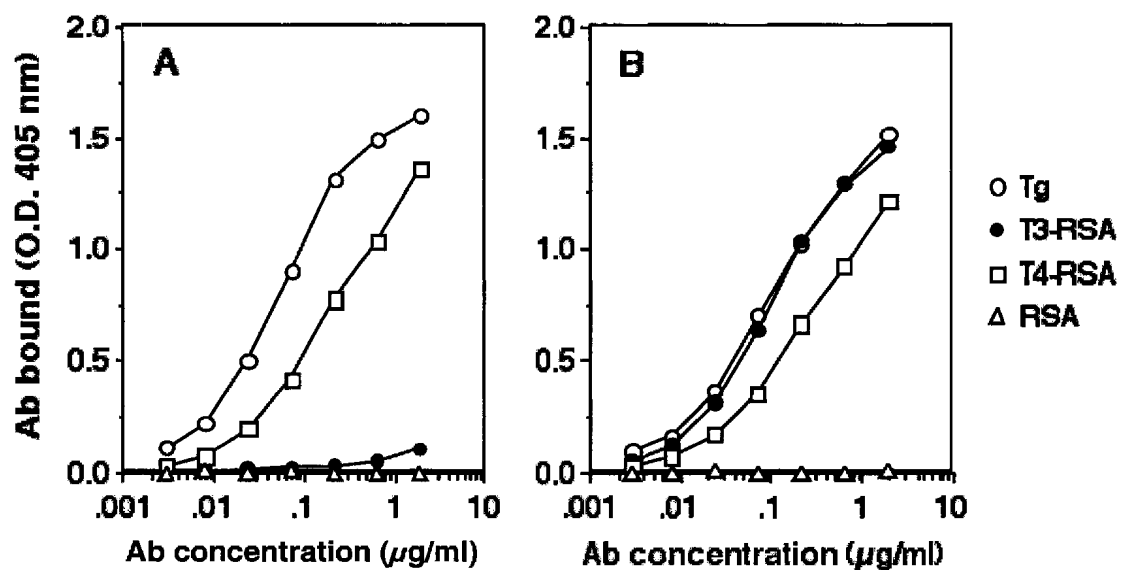 A
B
Ab bound (O.D. 405 nm)
2.0
1.5
1.0
0.5
0.0
.001
.01
.1
1
10
Ab concentration (µg/ml)
2.0
1.5
1.0
0.5
0.0
.001
.01
.1
1
10
Ab concentration (µg/ml)
Tg
T3-RSA
T4-RSA
RSA